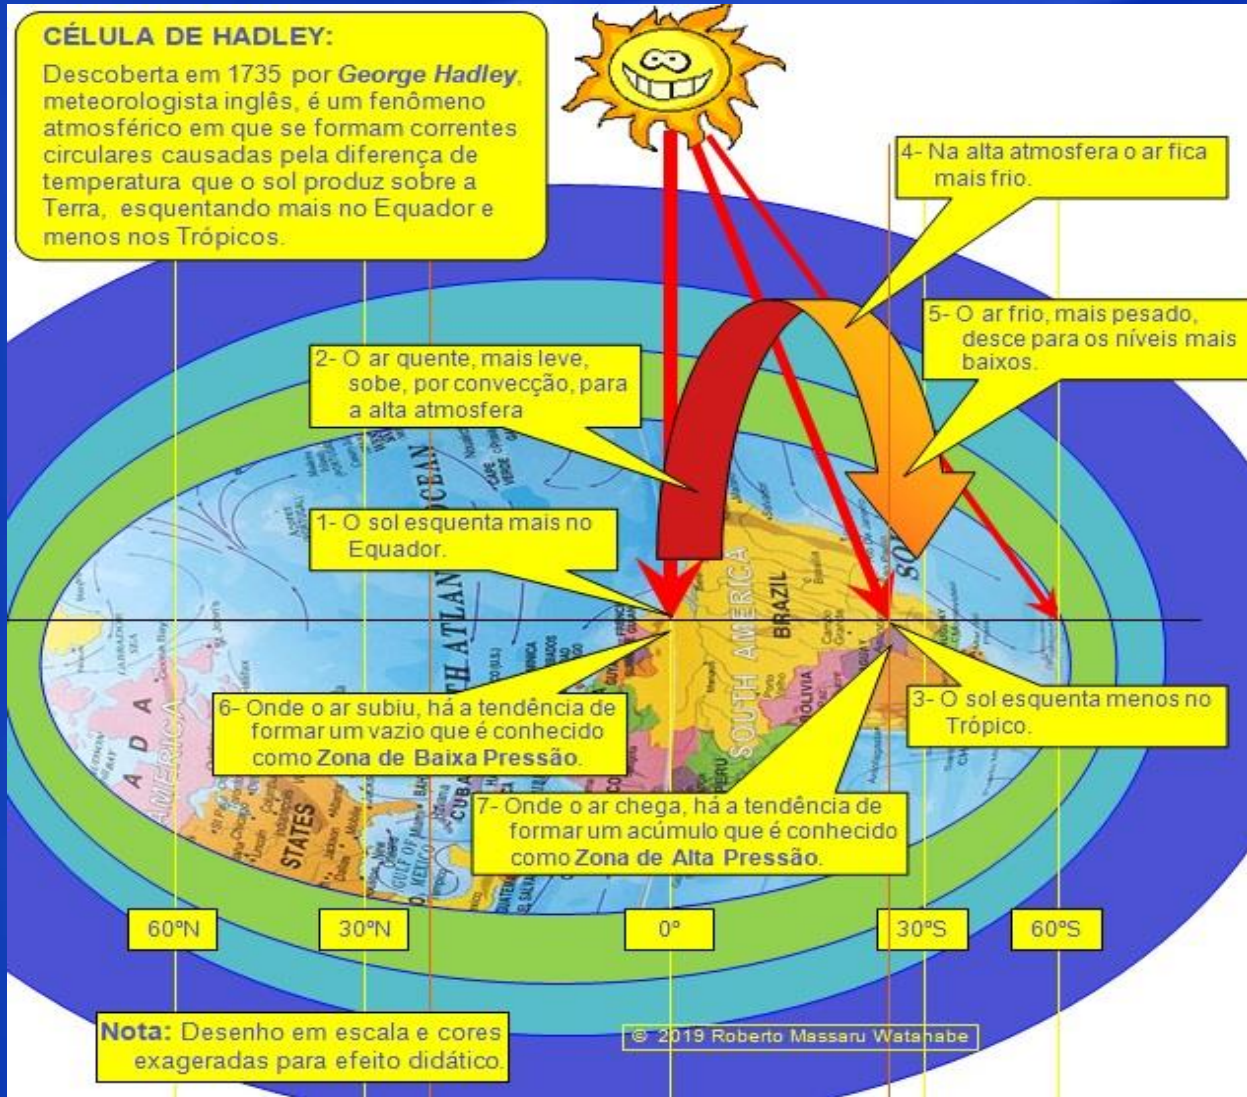 CÉLULA DE HADLEY:
Descoberta em 1735 por George Hadley,
meteorologista inglês, é um fenômeno
atmosférico em que se formam correntes
circulares causadas pela diferença de
temperatura que o sol produz sobre a
Terra, esquentando mais no Equador e
menos nos Trópicos.
4- Na alta atmosfera o ar fica
mais frio.
5- O ar frio, mais pesado,
desce para os níveis mais
baixos.
2- O ar quente, mais leve,
sobe, por convecção, para
a alta atmosfera
1- O sol esquenta mais no
Equador.
6- Onde o ar subiu, há a tendência de
formar um vazio que é conhecido
como Zona de Baixa Pressão.
3- O sol esquenta menos no
Trópico.
7- Onde o ar chega, há a tendência de
formar um acúmulo que é conhecido
como Zona de Alta Pressão.
OCEAN
CAPE
VERDE
LABRADOR
SEA
A D A
AMERICA
STATES
GULF OF
MEXICO
CUBA
SOUTH AMERICA
BRAZIL
BOLIVIA
PERU
60ºN
30ºN
0º
30ºS
60ºS
Nota: Desenho em escala e cores
exageradas para efeito didático.
© 2019 Roberto Massaru Watanabe